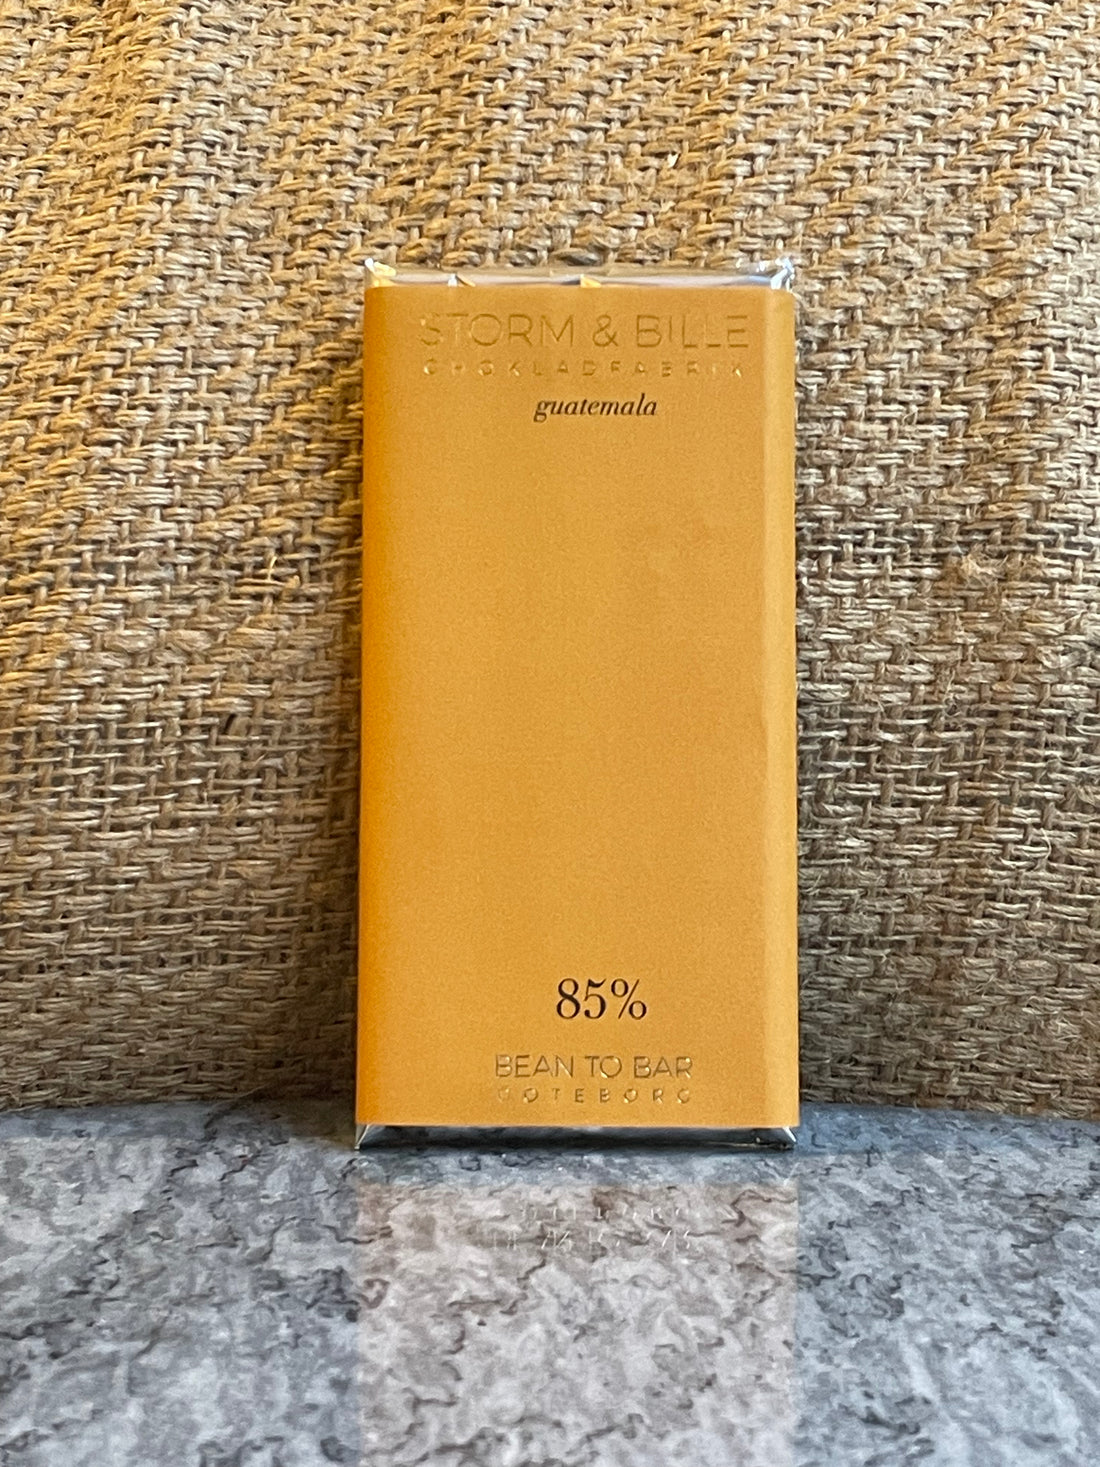 STORM & BILLE
CHOKLADFABRIK
guatemala
85%
BEAN TO BAR
GÖTEBORG